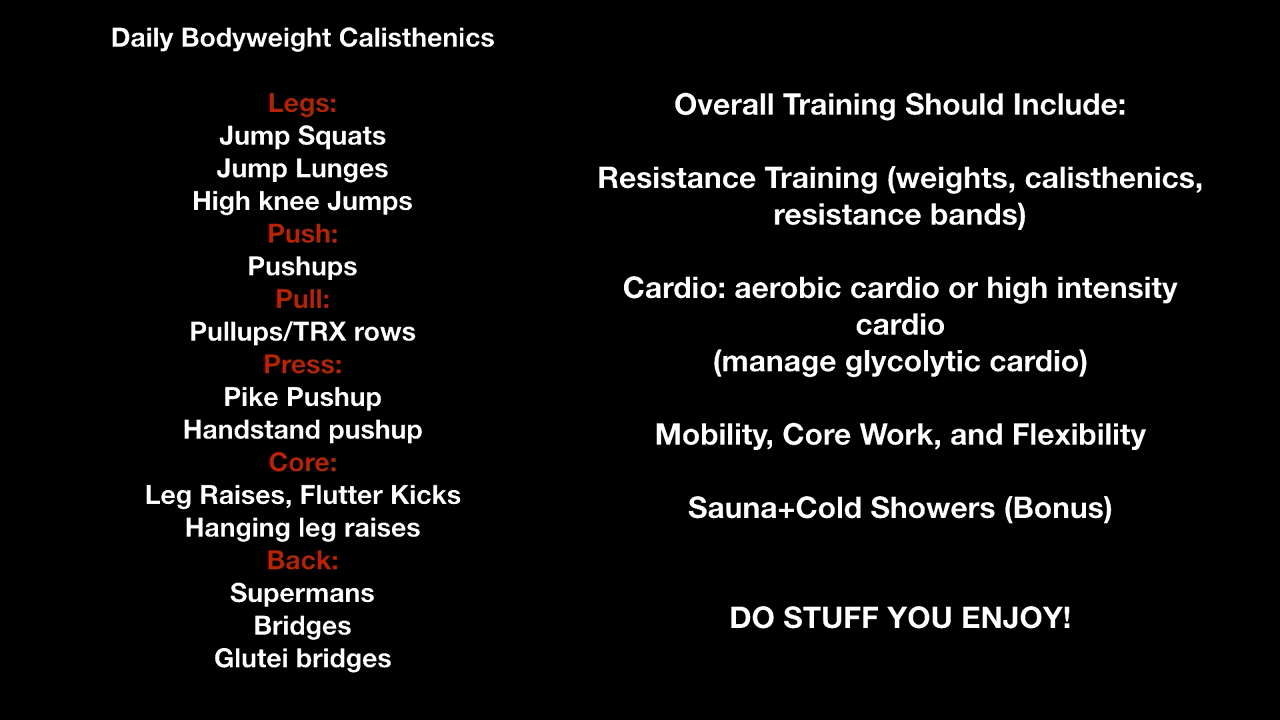 Daily Bodyweight Calisthenics
Legs:
Jump Squats
Jump Lunges
High knee Jumps
Push:
Pushups
Pull:
Pullups/TRX rows
Press:
Pike Pushup
Handstand pushup
Core:
Leg Raises, Flutter Kicks
Hanging leg raises
Back:
Supermans
Bridges
Glutei bridges
Overall Training Should Include:
Resistance Training (weights, calisthenics,
resistance bands)
Cardio: aerobic cardio or high intensity
cardio
(manage glycolytic cardio)
Mobility, Core Work, and Flexibility
Sauna+Cold Showers (Bonus)
DO STUFF YOU ENJOY!